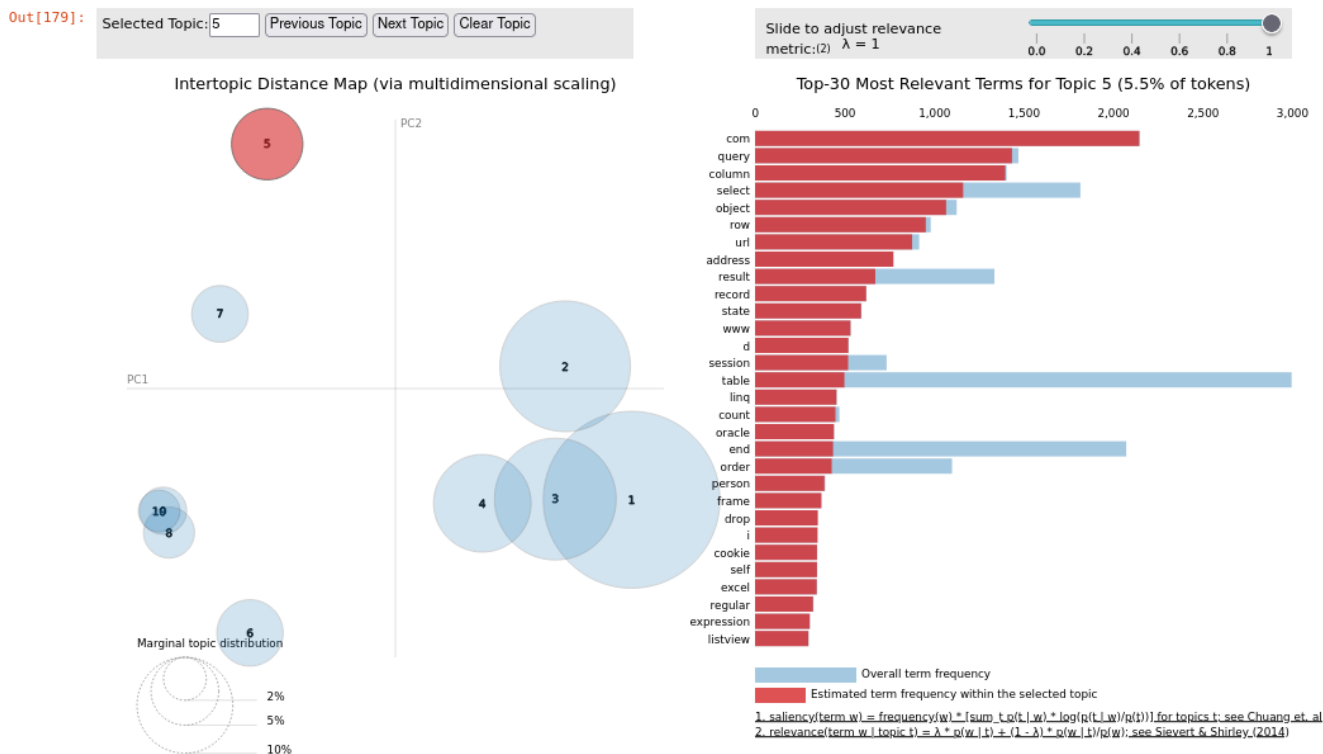 Out[179]:
Selected Topic: 5 Previous Topic Next Topic Clear Topic
Slide to adjust relevance
metric:(2) λ = 1
0.0 0.2 0.4 0.6 0.8 1
Intertopic Distance Map (via multidimensional scaling)
PC2
PC1
5
7
2
4
3
1
10
8
6
Marginal topic distribution
2%
5%
10%
Top-30 Most Relevant Terms for Topic 5 (5.5% of tokens)
0 500 1,000 1,500 2,000 2,500 3,000
com
query
column
select
object
row
url
address
result
record
state
www
d
session
table
linq
count
oracle
end
order
person
frame
drop
i
cookie
self
excel
regular
expression
listview
Overall term frequency
Estimated term frequency within the selected topic
1. saliency(term w) = frequency(w) * [sum_t p(t | w) * log(p(t | w)/p(t))] for topics t; see Chuang et. al
2. relevance(term w | topic t) = λ * p(w | t) + (1 - λ) * p(w | t)/p(w); see Sievert & Shirley (2014)